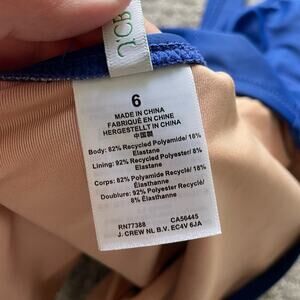 JCR
6
MADE IN CHINA
FABRIQUÉ EN CHINE
HERGESTELLT IN CHINA
中国製
Body: 82% Recycled Polyamide/ 18%
Elastane
Lining: 92% Recycled Polyester/ 8%
Elastane
Corps: 82% Polyamide Recyclé/ 18%
Élasthanne
Doublure: 92% Polyester Recyclé/
8% Élasthanne
RN77388 CA56445
J. CREW NL B.V. EC4V 6JA